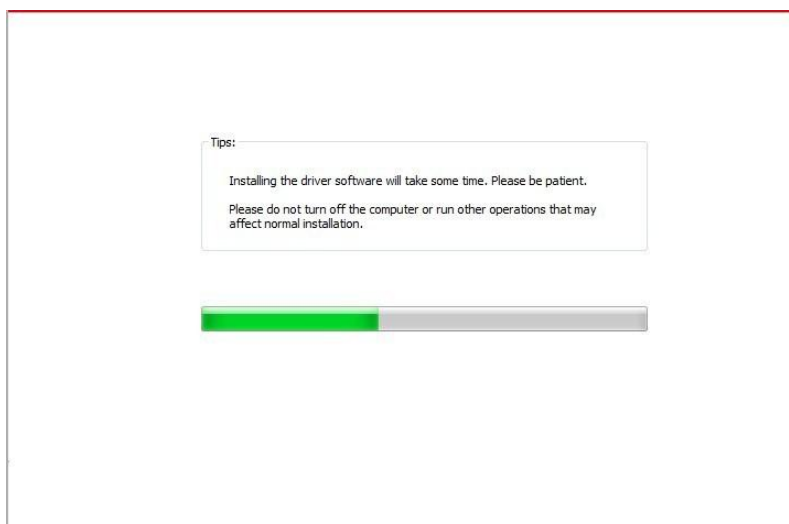 Tips:
Installing the driver software will take some time. Please be patient.
Please do not turn off the computer or run other operations that may
affect normal installation.